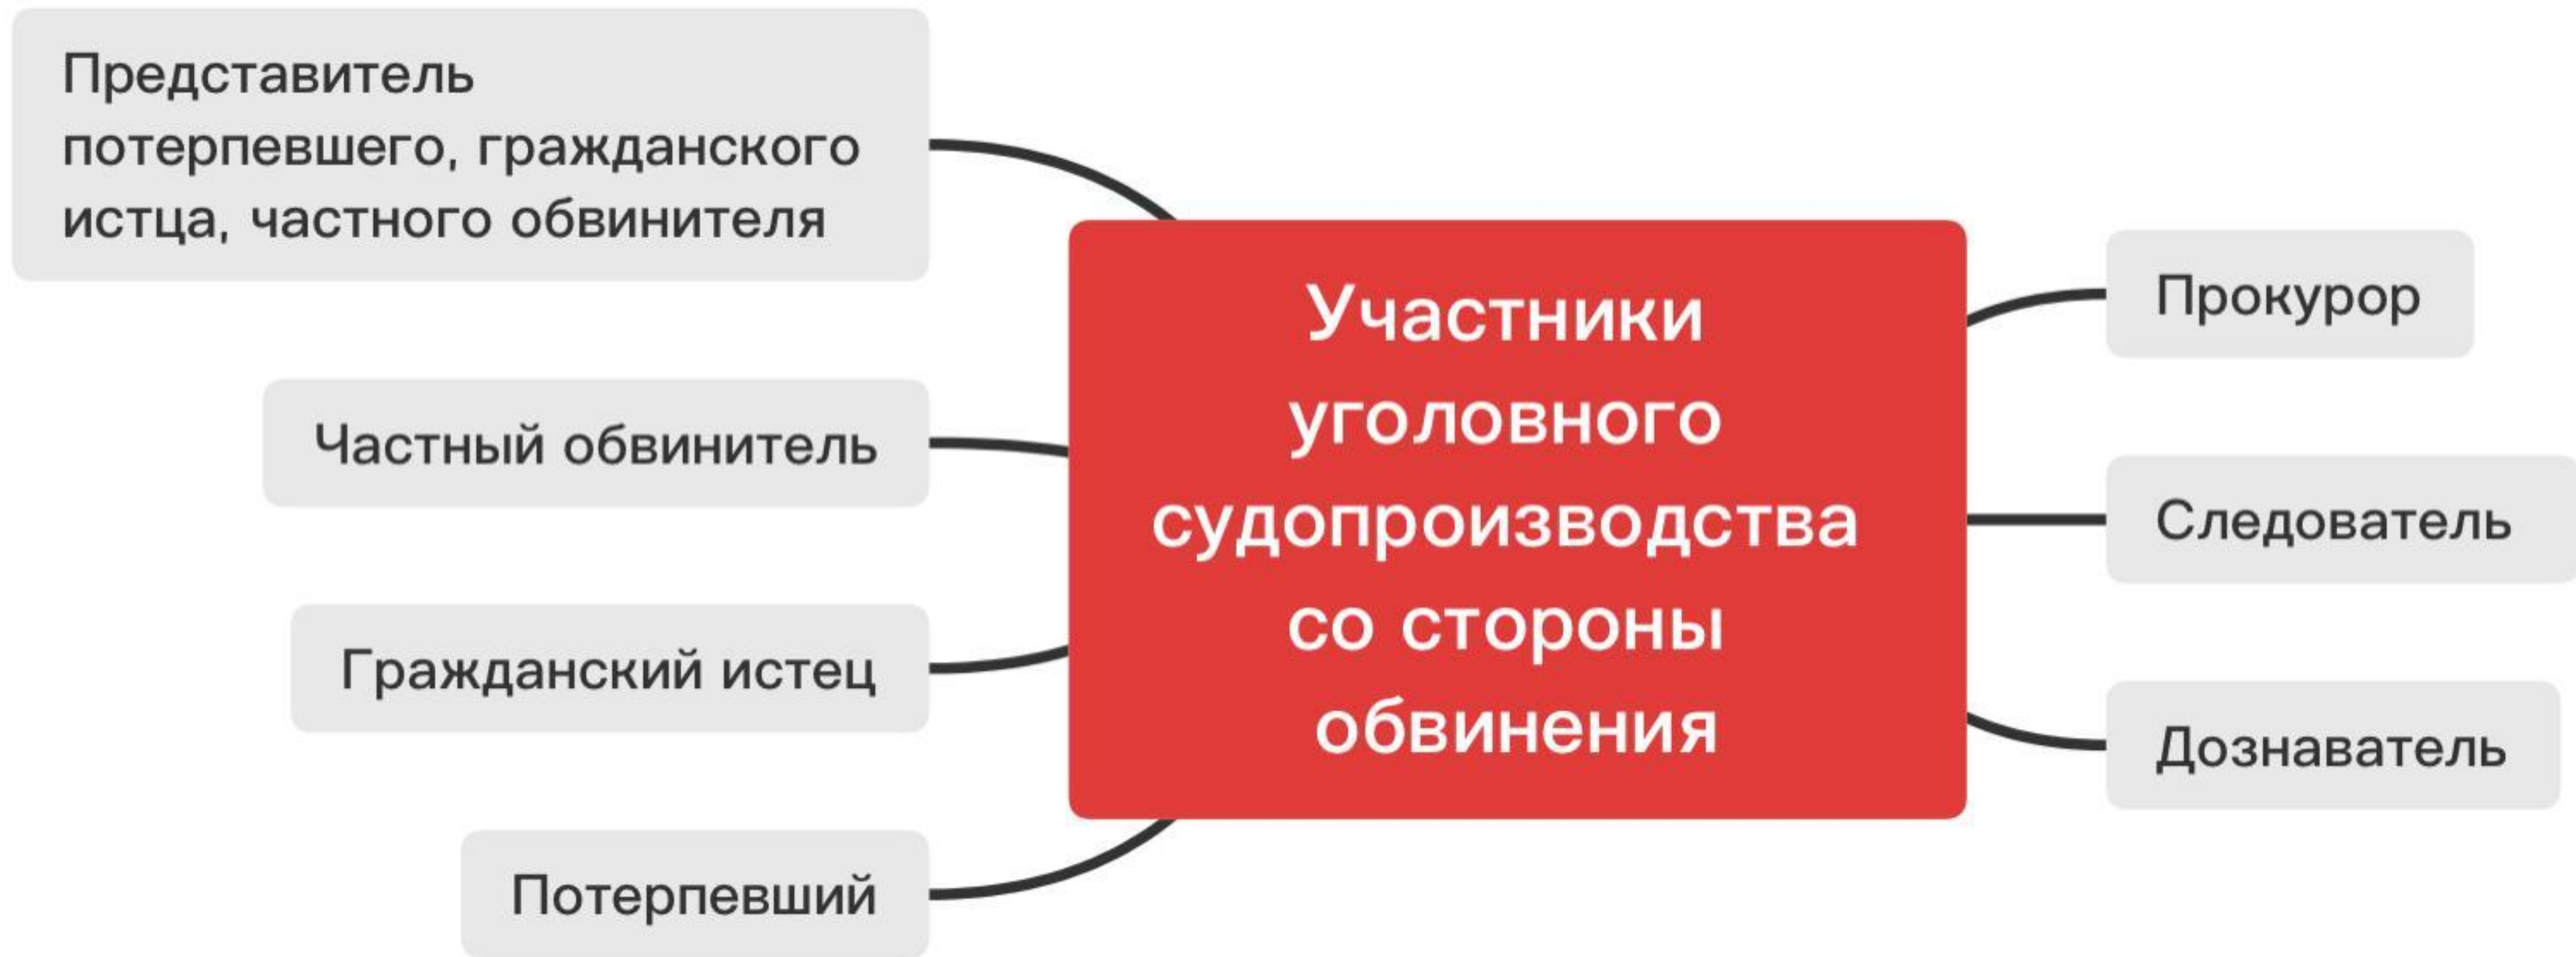 Представитель
потерпевшего, гражданского
истца, частного обвинителя
Частный обвинитель
Гражданский истец
Потерпевший
Участники
уголовного
судопроизводства
со стороны
обвинения
Прокурор
Следователь
Дознаватель